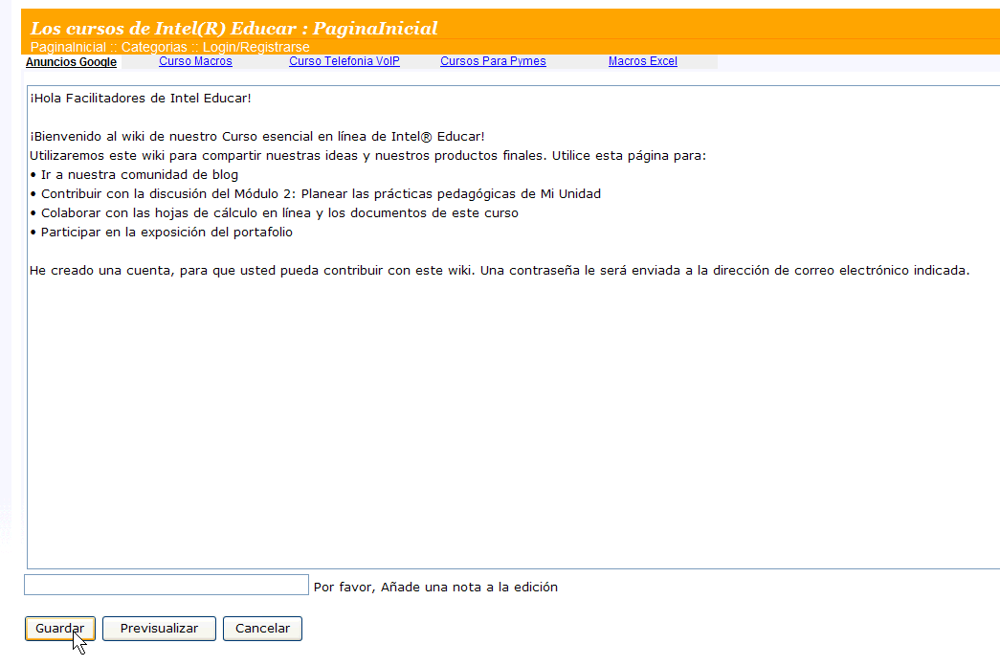 Los cursos de Intel(R) Educar : PaginaInicial
PaginaInicial :: Categorias :: Login/Registrarse
Anuncios Google Curso Macros Curso Telefonia VoIP Cursos Para Pymes Macros Excel
¡Hola Facilitadores de Intel Educar!
¡Bienvenido al wiki de nuestro Curso esencial en línea de Intel® Educar!
Utilizaremos este wiki para compartir nuestras ideas y nuestros productos finales. Utilice esta página para:
• Ir a nuestra comunidad de blog
• Contribuir con la discusión del Módulo 2: Planear las prácticas pedagógicas de Mi Unidad
• Colaborar con las hojas de cálculo en línea y los documentos de este curso
• Participar en la exposición del portafolio
He creado una cuenta, para que usted pueda contribuir con este wiki. Una contraseña le será enviada a la dirección de correo electrónico indicada.
Por favor, Añade una nota a la edición
Guardar Previsualizar Cancelar